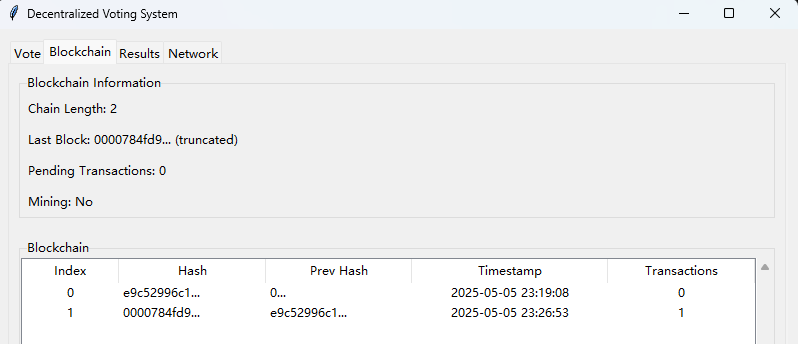 Decentralized Voting System
Vote Blockchain Results Network
Blockchain Information
Chain Length: 2
Last Block: 0000784fd9... (truncated)
Pending Transactions: 0
Mining: No
Blockchain
Index Hash Prev Hash Timestamp Transactions
0 e9c52996c1... 0... 2025-05-05 23:19:08 0
1 0000784fd9... e9c52996c1... 2025-05-05 23:26:53 1